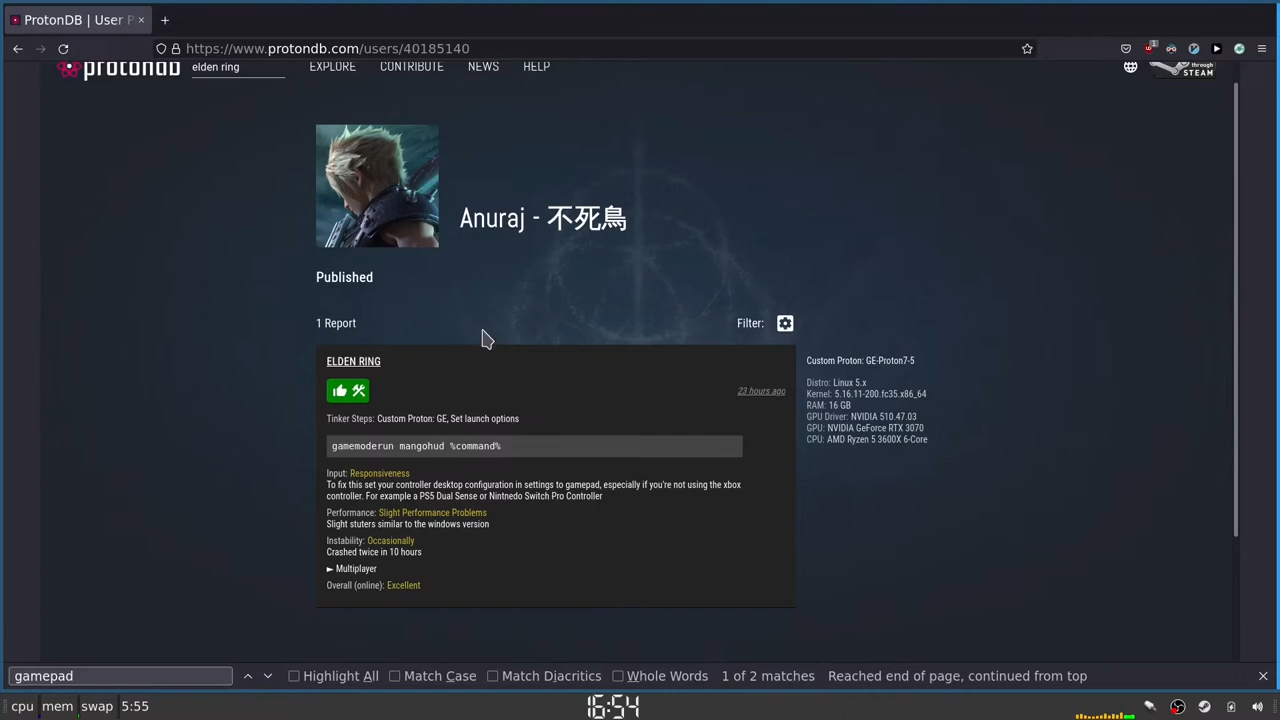 ProtonDB | User P
https://www.protondb.com/users/40185140
protondb
elden ring
EXPLORE
CONTRIBUTE
NEWS
HELP
through
STEAM
Anuraj - 不死鳥
Published
1 Report
Filter:
ELDEN RING
23 hours ago
Tinker Steps: Custom Proton: GE, Set launch options
gamemoderun mangohud %command%
Input: Responsiveness
To fix this set your controller desktop configuration in settings to gamepad, especially if you're not using the xbox
controller. For example a PS5 Dual Sense or Nintnedo Switch Pro Controller
Performance: Slight Performance Problems
Slight stuters similar to the windows version
Instability: Occasionally
Crashed twice in 10 hours
► Multiplayer
Overall (online): Excellent
Custom Proton: GE-Proton7-5
Distro: Linux 5.x
Kernel: 5.16.11-200.fc35.x86_64
RAM: 16 GB
GPU Driver: NVIDIA 510.47.03
GPU: NVIDIA GeForce RTX 3070
CPU: AMD Ryzen 5 3600X 6-Core
gamepad
Highlight All
Match Case
Match Diacritics
Whole Words
1 of 2 matches
Reached end of page, continued from top
cpu
mem
swap
5:55
16:54